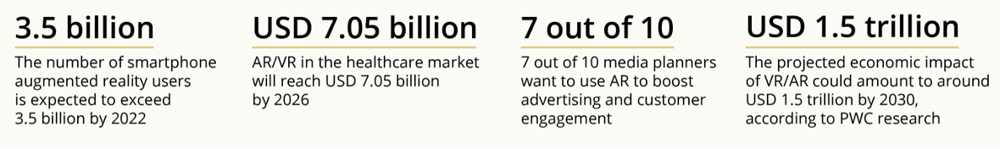 3.5 billion
The number of smartphone
augmented reality users
is expected to exceed
3.5 billion by 2022
USD 7.05 billion
AR/VR in the healthcare market
will reach USD 7.05 billion
by 2026
7 out of 10
7 out of 10 media planners
want to use AR to boost
advertising and customer
engagement
USD 1.5 trillion
The projected economic impact
of VR/AR could amount to around
USD 1.5 trillion by 2030,
according to PWC research